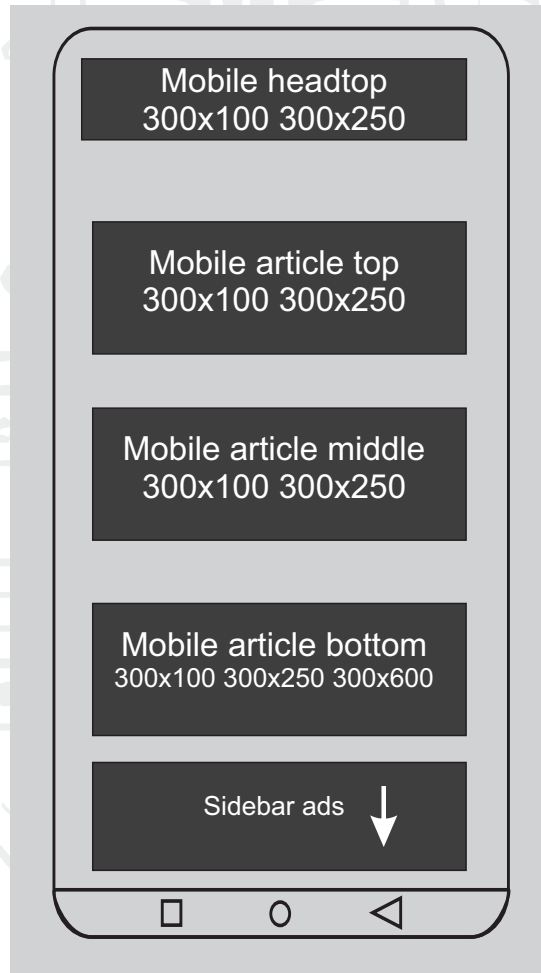 Mobile headtop
300x100 300x250
Mobile article top
300x100 300x250
Mobile article middle
300x100 300x250
Mobile article bottom
300x100 300x250 300x600
Sidebar ads